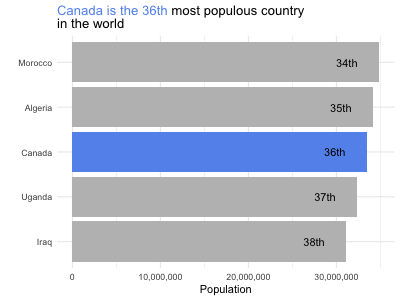 Canada is the 36th most populous country
in the world
Morocco 34th
Algeria 35th
Canada 36th
Uganda 37th
Iraq 38th
0 10,000,000 20,000,000 30,000,000
Population